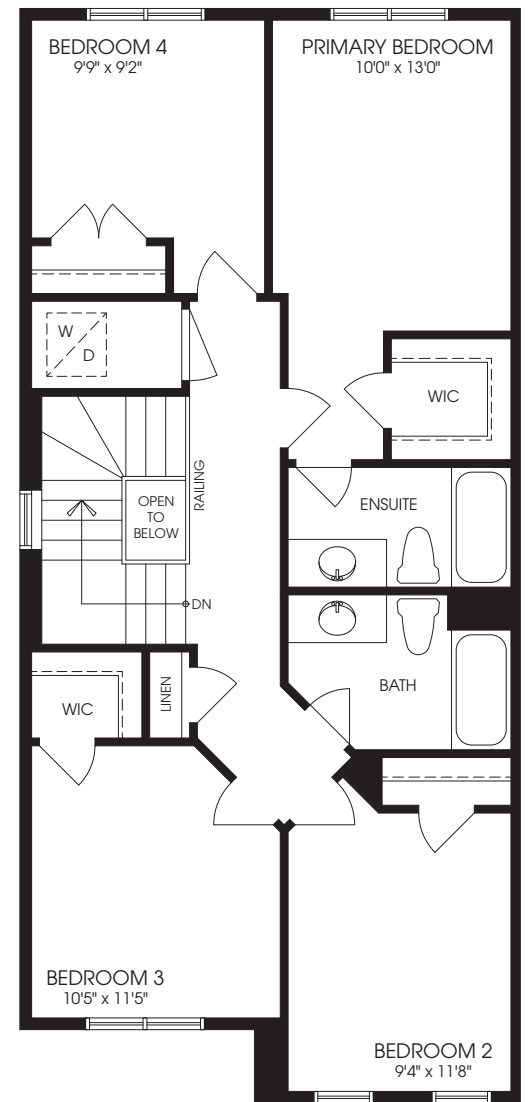 BEDROOM 4
9'9" x 9'2"
PRIMARY BEDROOM
10'0" x 13'0"
W
D
WIC
RAILING
OPEN
TO
BELOW
ENSUITE
DN
BATH
WIC
LINEN
BEDROOM 3
10'5" x 11'5"
BEDROOM 2
9'4" x 11'8"